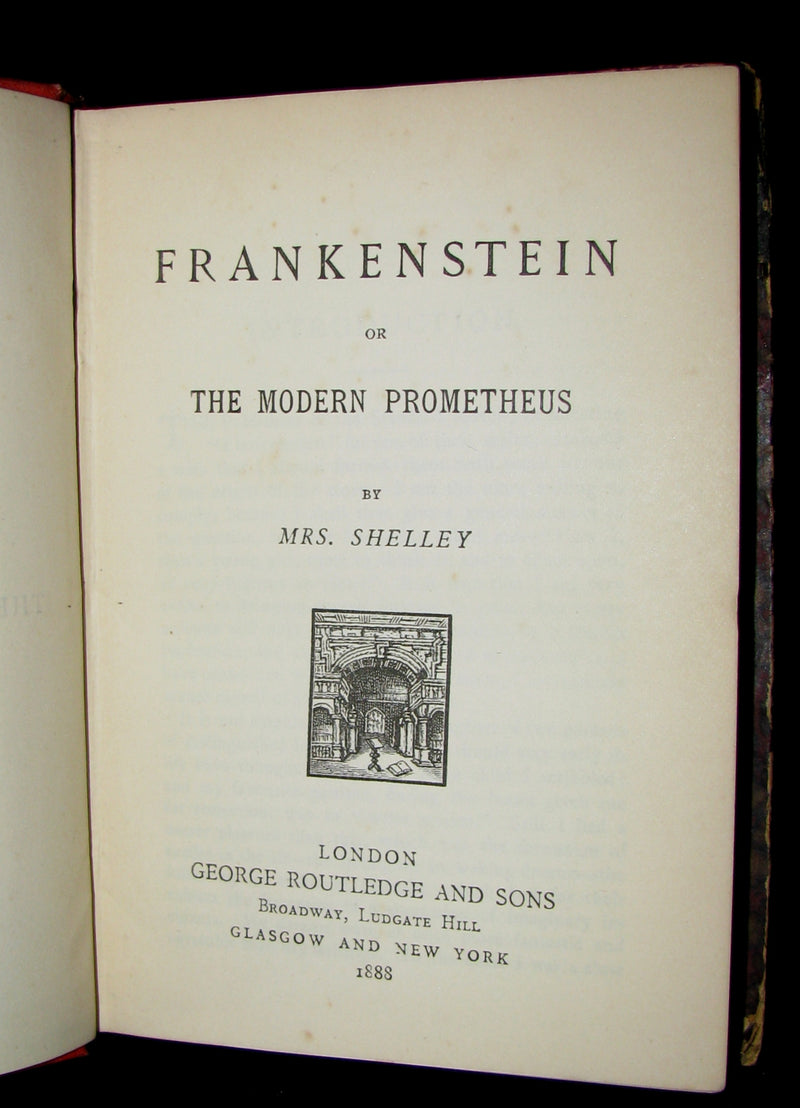 FRANKENSTEIN
OR
THE MODERN PROMETHEUS
BY
MRS. SHELLEY
LONDON
GEORGE ROUTLEDGE AND SONS
BROADWAY, LUDGATE HILL
GLASGOW AND NEW YORK
1888